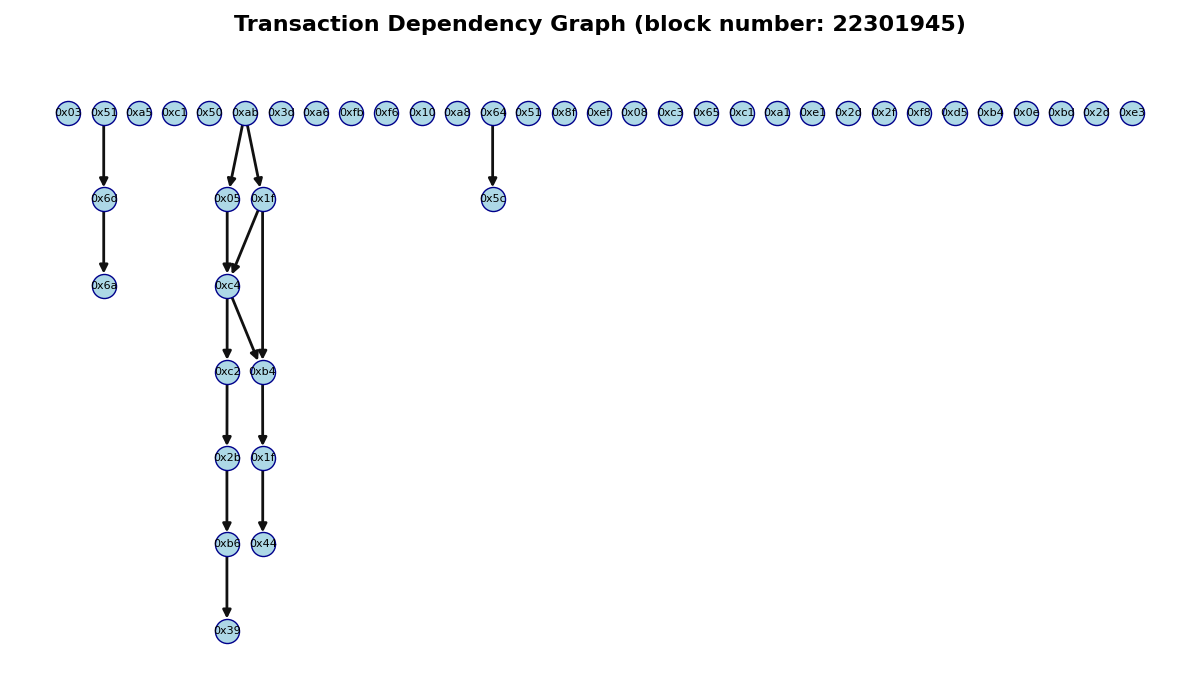 Transaction Dependency Graph (block number: 22301945)
0x03 0x51 0xa5 0xc1 0x50 0xab 0x3d 0xa6 0xfb 0xf6 0x10 0xa8 0x64 0x51 0x8f 0xef 0x08 0xc3 0x65 0xc1 0xa1 0xe1 0x2d 0x2f 0xf8 0xd5 0xb4 0x0e 0xbd 0x2d 0xe3
0x6d 0x05 0x1f 0x5c
0x6a 0xc4
0xc2 0xb4
0x2b 0x1f
0xb6 0x44
0x39